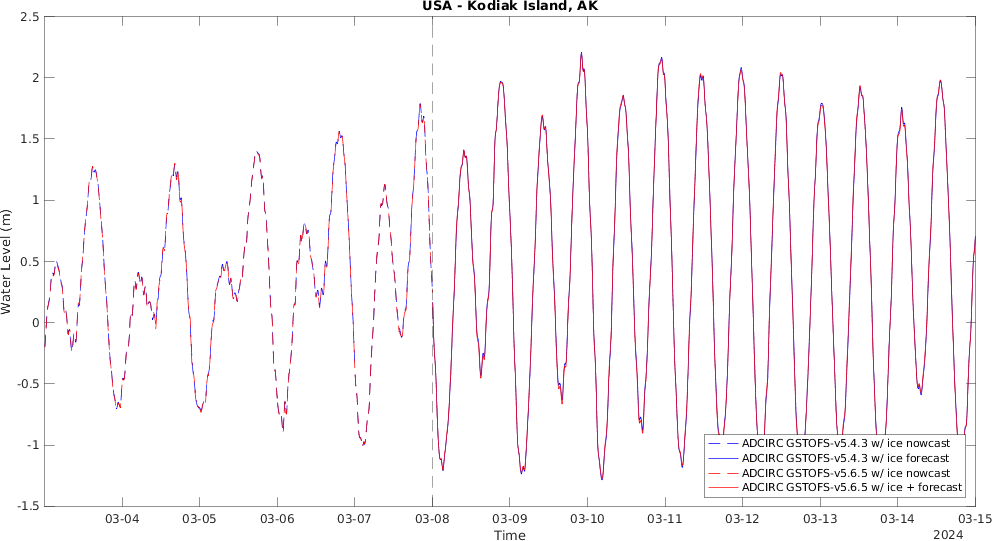 USA - Kodiak Island, AK
2.5
2
1.5
1
0.5
0
-0.5
-1
-1.5
Water Level (m)
ADCIRC GSTOFS-v5.4.3 w/ ice nowcast
ADCIRC GSTOFS-v5.4.3 w/ ice forecast
ADCIRC GSTOFS-v5.6.5 w/ ice nowcast
ADCIRC GSTOFS-v5.6.5 w/ ice + forecast
03-04 03-05 03-06 03-07 03-08 03-09 03-10 03-11 03-12 03-13 03-14 03-15
Time
2024